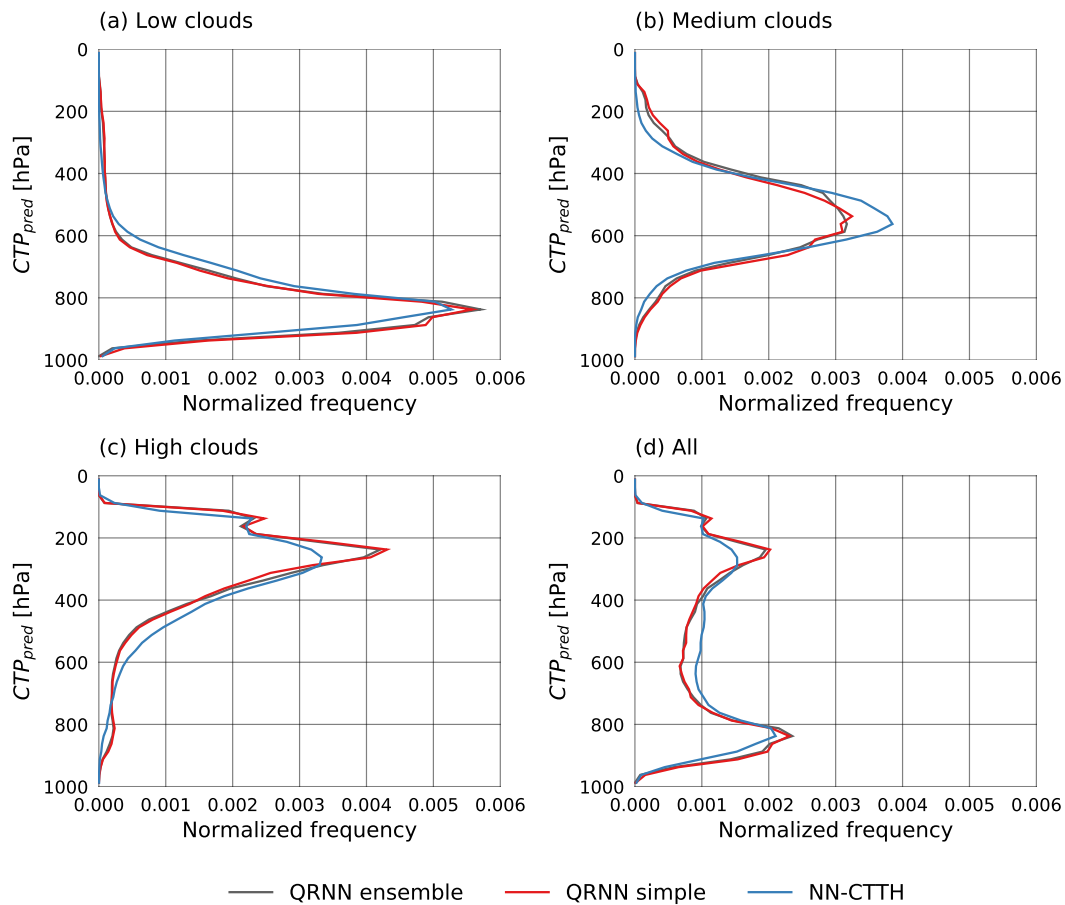 (a) Low clouds
0
200
400
600
800
1000
CTP_pred [hPa]
0.000 0.001 0.002 0.003 0.004 0.005 0.006
Normalized frequency
(b) Medium clouds
0
200
400
600
800
1000
CTP_pred [hPa]
0.000 0.001 0.002 0.003 0.004 0.005 0.006
Normalized frequency
(c) High clouds
0
200
400
600
800
1000
CTP_pred [hPa]
0.000 0.001 0.002 0.003 0.004 0.005 0.006
Normalized frequency
(d) All
0
200
400
600
800
1000
CTP_pred [hPa]
0.000 0.001 0.002 0.003 0.004 0.005 0.006
Normalized frequency
QRNN ensemble QRNN simple NN-CTTH